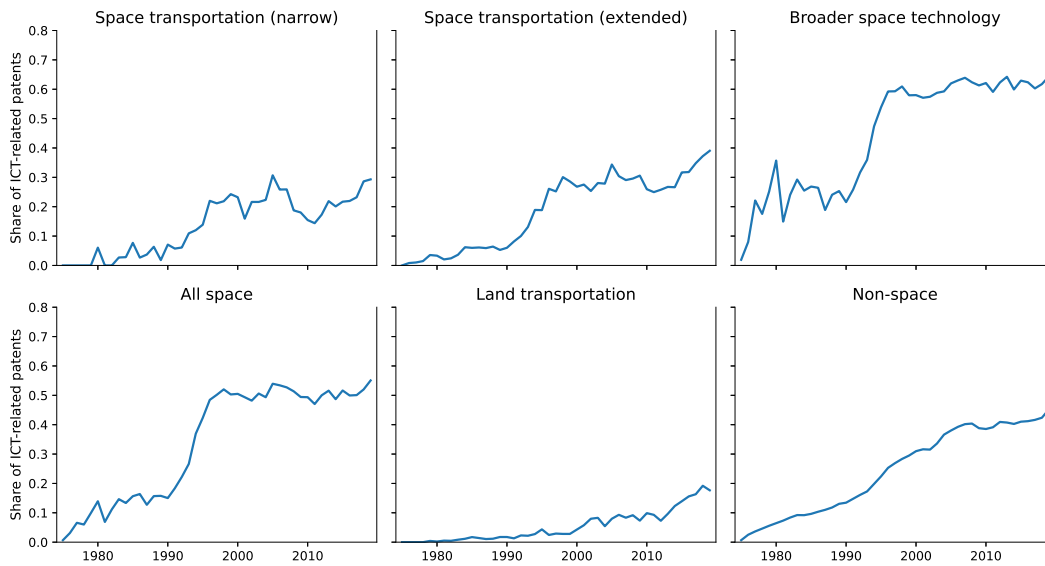 Space transportation (narrow)
Space transportation (extended)
Broader space technology
Share of ICT-related patents
0.8
0.7
0.6
0.5
0.4
0.3
0.2
0.1
0.0
All space
Land transportation
Non-space
Share of ICT-related patents
0.8
0.7
0.6
0.5
0.4
0.3
0.2
0.1
0.0
1980 1990 2000 2010
1980 1990 2000 2010
1980 1990 2000 2010